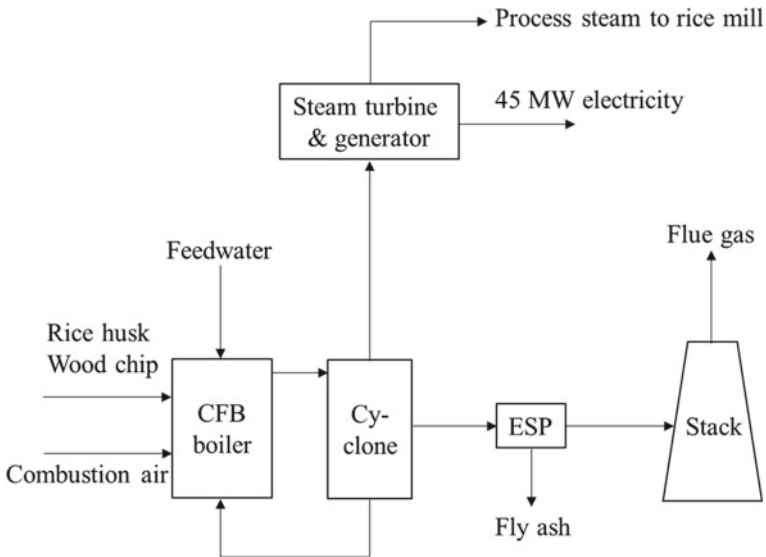 Process steam to rice mill
Steam turbine
& generator
45 MW electricity
Feedwater
Flue gas
Rice husk
Wood chip
CFB
boiler
Cy-
clone
ESP
Stack
Combustion air
Fly ash